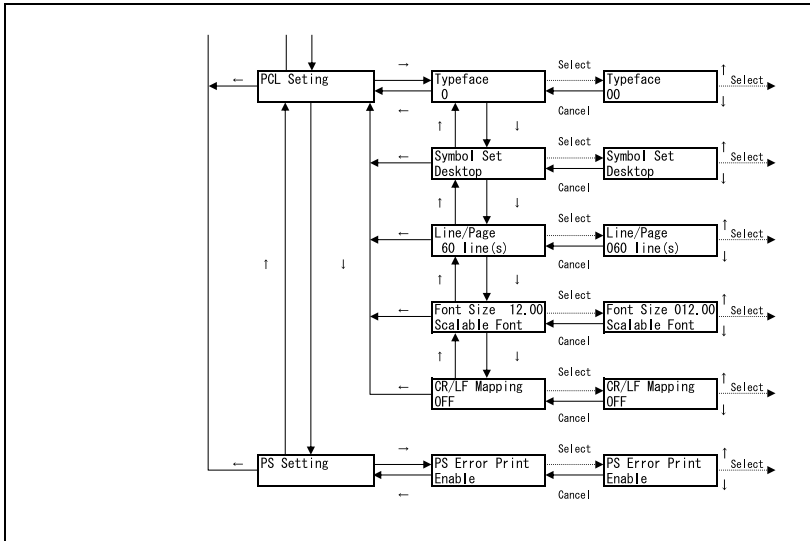 Select Select
← PCL Seting → Typeface Typeface ↑ Select
0 00
← Cancel ↓
↑ ↓
Select
← Symbol Set Symbol Set ↑ Select
Desktop Desktop
Cancel ↓
↑ ↓
Select
← Line/Page Line/Page ↑ Select
60 line(s) 060 line(s)
Cancel ↓
↑ ↓ ↑ ↓
Select
← Font Size 12.00 Font Size 012.00 ↑ Select
Scalable Font Scalable Font
Cancel ↓
↑ ↓
Select
← CR/LF Mapping CR/LF Mapping ↑ Select
OFF OFF
Cancel ↓
→ Select
← PS Setting PS Error Print PS Error Print ↑ Select
Enable Enable
← Cancel ↓